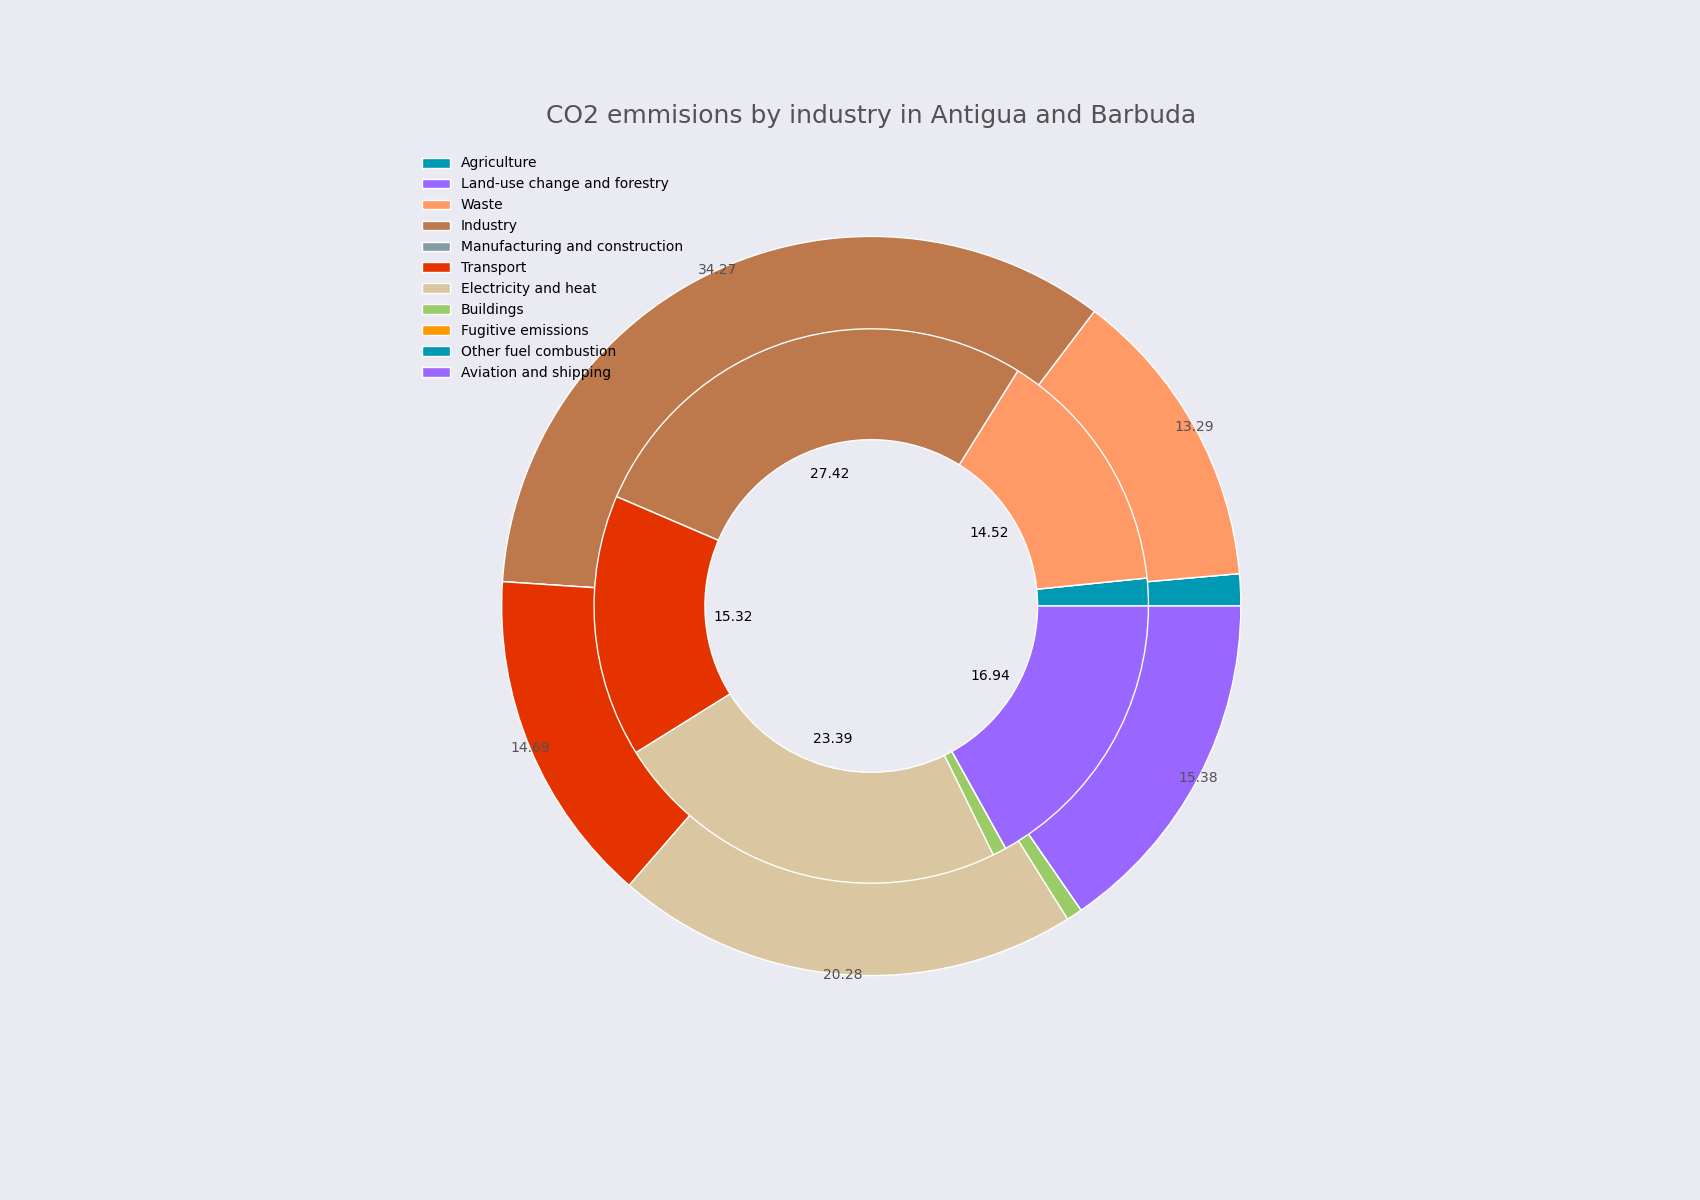 CO2 emmisions by industry in Antigua and Barbuda
Agriculture
Land-use change and forestry
Waste
Industry
Manufacturing and construction
Transport
Electricity and heat
Buildings
Fugitive emissions
Other fuel combustion
Aviation and shipping
34.27
13.29
27.42
14.52
15.32
16.94
23.39
14.69
15.38
20.28